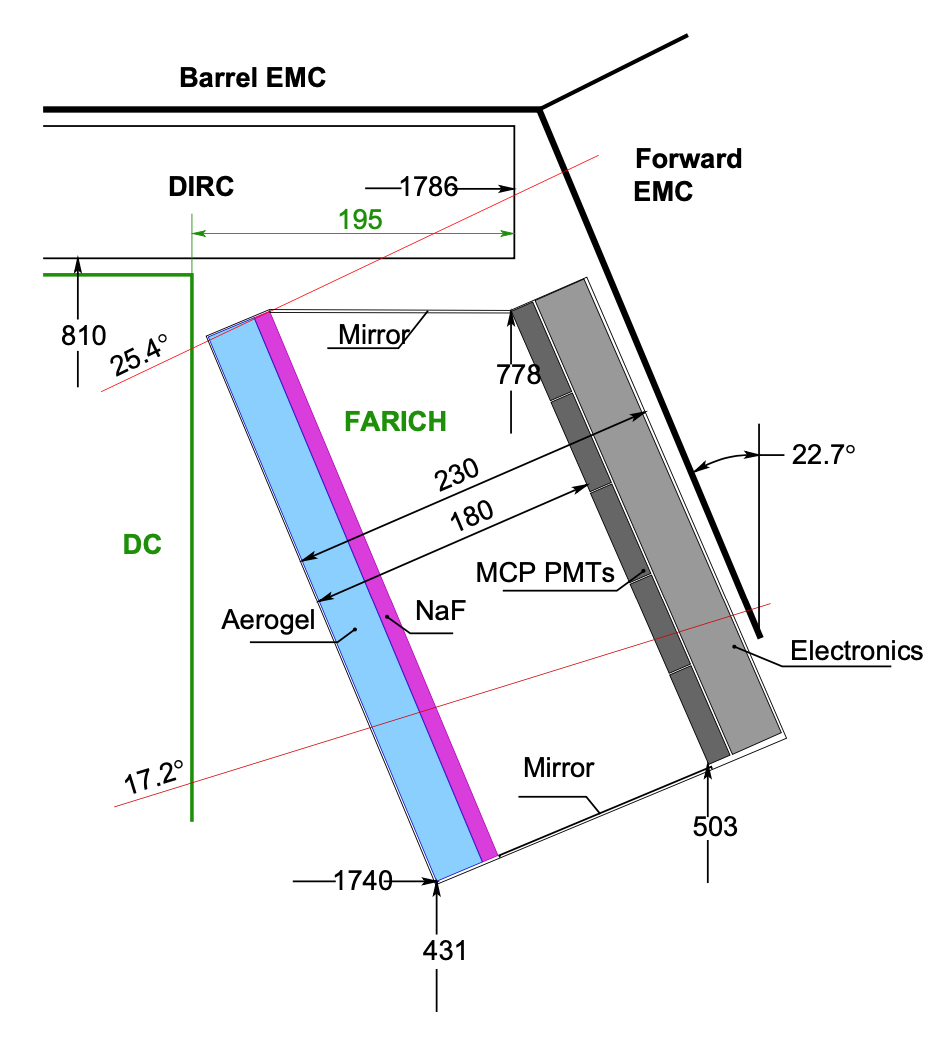 Barrel EMC
Forward
EMC
DIRC
1786
195
810
25.4°
Mirror
778
FARICH
230
22.7°
180
DC
MCP PMTs
Aerogel
NaF
Electronics
17.2°
Mirror
503
1740
431